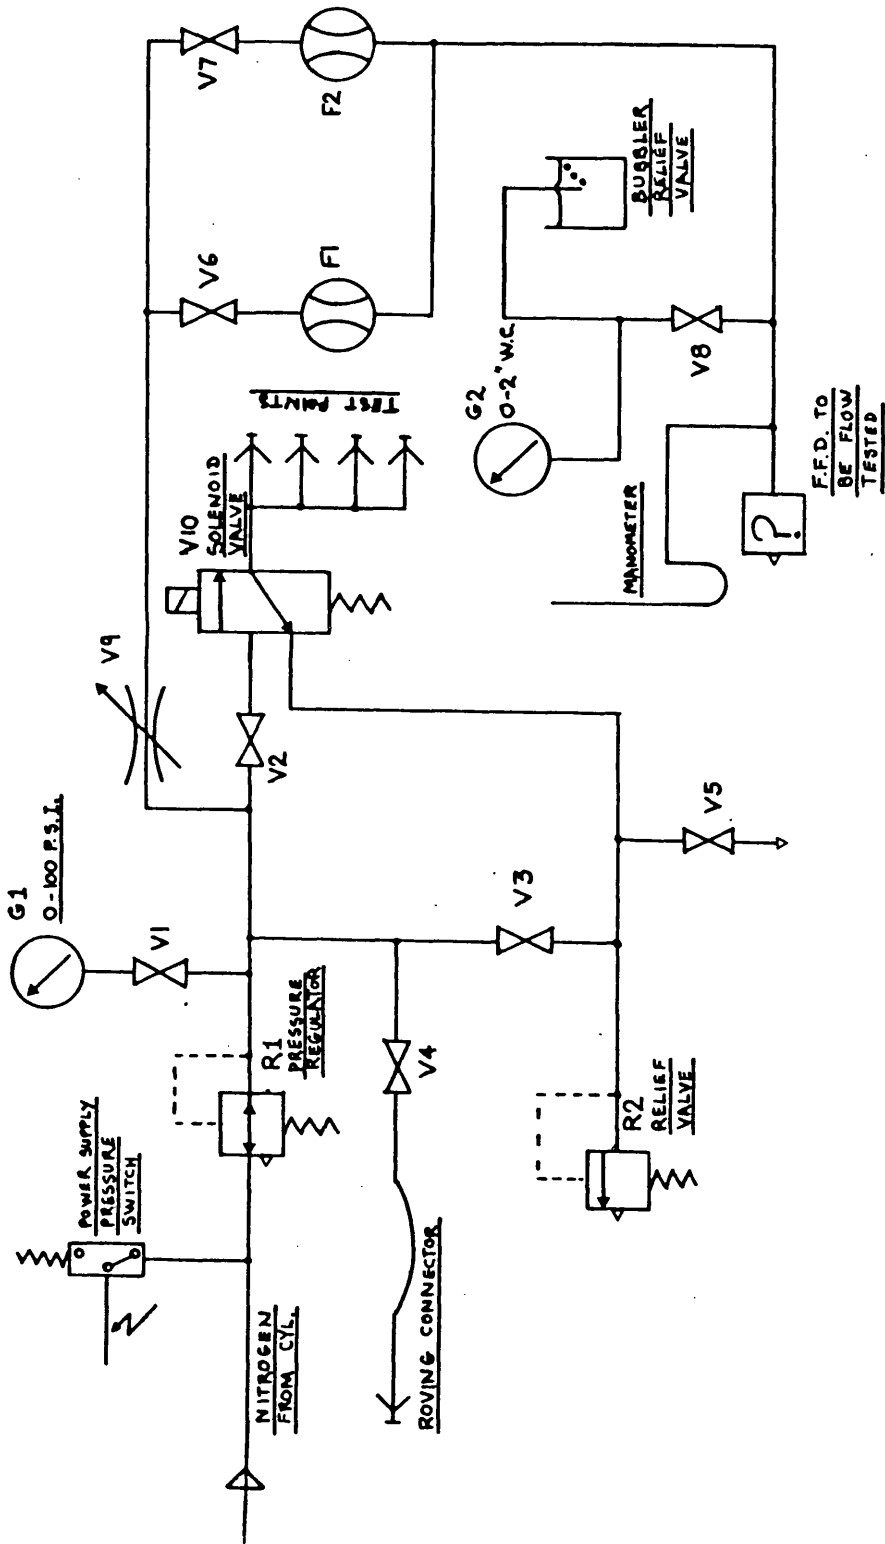 G1
0-100 P.S.I.
POWER SUPPLY
PRESSURE
SWITCH
V9
V1
V10
SOLENOID
VALVE
V6
V7
NITROGEN
FROM CYL.
R1
PRESSURE
REGULATOR
V2
TEST POINTS
F1
F2
V4
ROVING CONNECTOR
G2
0-2" W.C.
V3
R2
RELIEF
VALVE
MANOMETER
BUBBLER
RELIEF
VALVE
V5
V8
?
F.F.D. TO
BE FLOW
TESTED